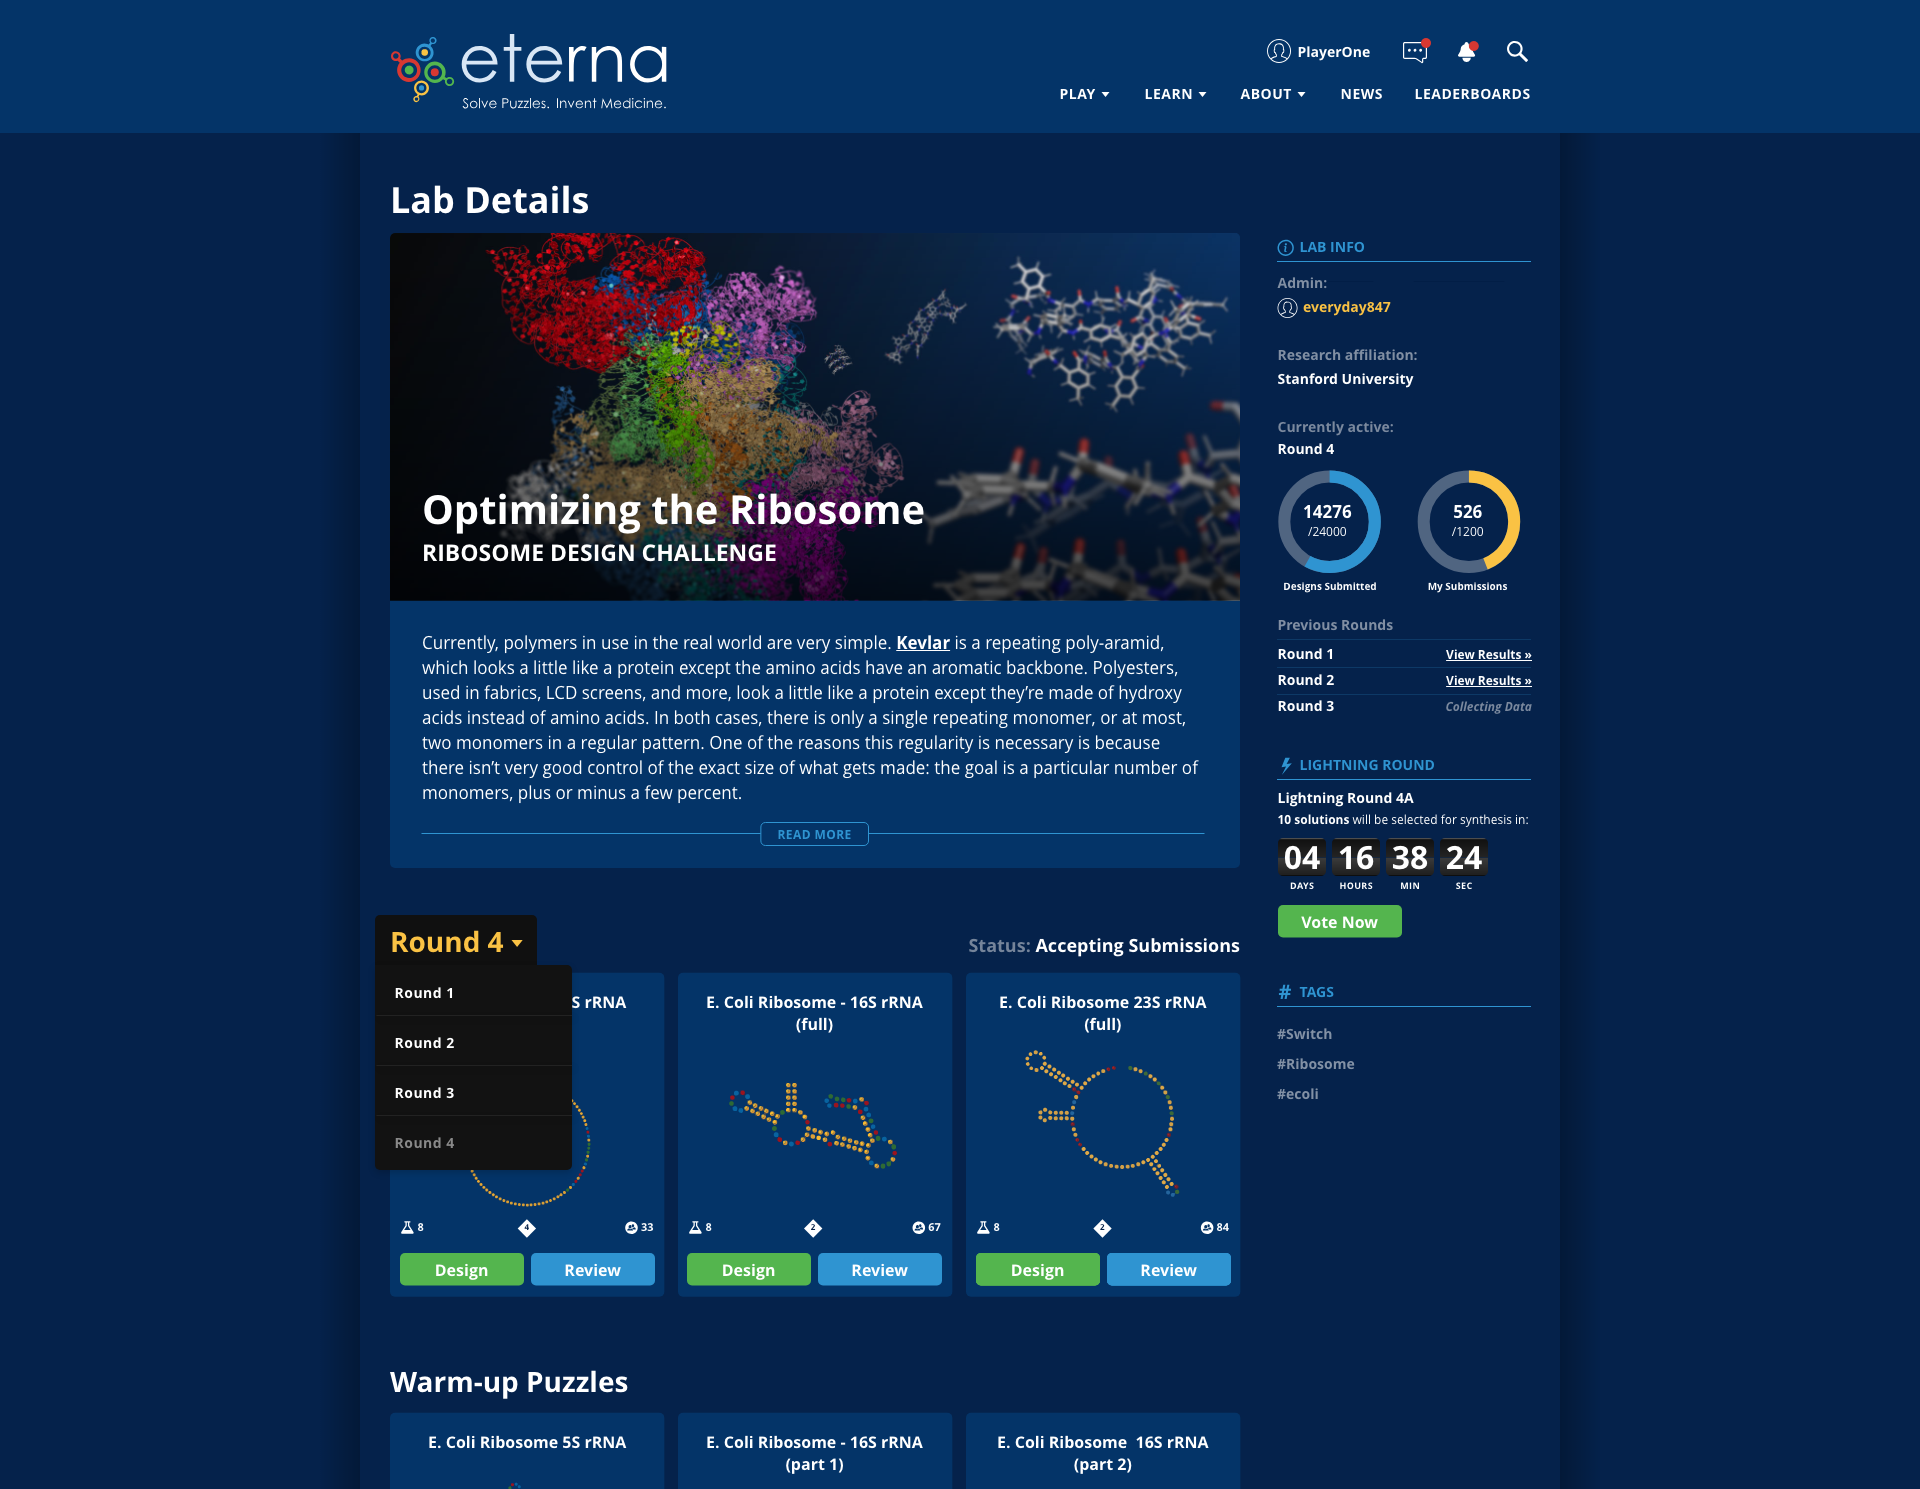 eterna
Solve Puzzles. Invent Medicine.
PlayerOne
PLAY
LEARN
ABOUT
NEWS
LEADERBOARDS
Lab Details
Optimizing the Ribosome
RIBOSOME DESIGN CHALLENGE
Currently, polymers in use in the real world are very simple. Kevlar is a repeating poly-aramid,
which looks a little like a protein except the amino acids have an aromatic backbone. Polyesters,
used in fabrics, LCD screens, and more, look a little like a protein except they’re made of hydroxy
acids instead of amino acids. In both cases, there is only a single repeating monomer, or at most,
two monomers in a regular pattern. One of the reasons this regularity is necessary is because
there isn’t very good control of the exact size of what gets made: the goal is a particular number of
monomers, plus or minus a few percent.
READ MORE
LAB INFO
Admin:
everyday847
Research affiliation:
Stanford University
Currently active:
Round 4
14276
/24000
Designs Submitted
526
/1200
My Submissions
Previous Rounds
Round 1 View Results »
Round 2 View Results »
Round 3 Collecting Data
LIGHTNING ROUND
Lightning Round 4A
10 solutions will be selected for synthesis in:
04 16 38 24
DAYS HOURS MIN SEC
Vote Now
# TAGS
#Switch
#Ribosome
#ecoli
Round 4
Status: Accepting Submissions
Round 1
Round 2
Round 3
Round 4
S rRNA
8 4 33
Design Review
E. Coli Ribosome - 16S rRNA
(full)
8 2 67
Design Review
E. Coli Ribosome 23S rRNA
(full)
8 2 84
Design Review
Warm-up Puzzles
E. Coli Ribosome 5S rRNA
E. Coli Ribosome - 16S rRNA
(part 1)
E. Coli Ribosome  16S rRNA
(part 2)